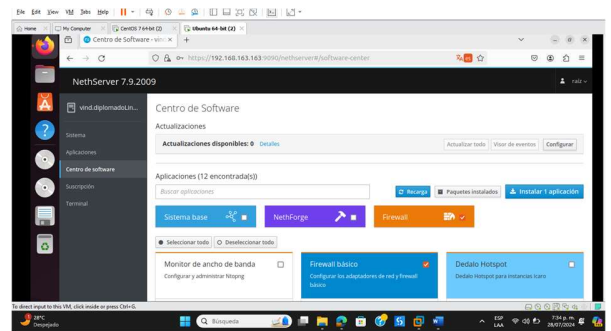 File Edit View VM Tabs Help
Home My Computer CentOS 7 64-bit (2) Ubuntu 64-bit (2)
Centro de Software - vind
https://192.168.163.163:9090/nethserver#/software-center
NethServer 7.9.2009
raíz
vind.diplomadoLin...
Sistema
Aplicaciones
Centro de software
Suscripción
Terminal
Centro de Software
Actualizaciones
Actualizaciones disponibles: 0 Detalles
Actualizar todo Visor de eventos Configurar
Aplicaciones (12 encontrada(s))
Buscar aplicaciones
Recarga Paquetes instalados Instalar 1 aplicación
Sistema base NethForge Firewall
Seleccionar todo Deseleccionar todo
Monitor de ancho de banda Firewall básico Dedalo Hotspot
Configurar y administrar Ntopng Configurar los adaptadores de red y firewall básico Dedalo Hotspot para instancias Icaro
To direct input to this VM, click inside or press Ctrl+G.
28°C
Despejado
Búsqueda
ESP
LAA
7:34 p. m.
28/07/2024